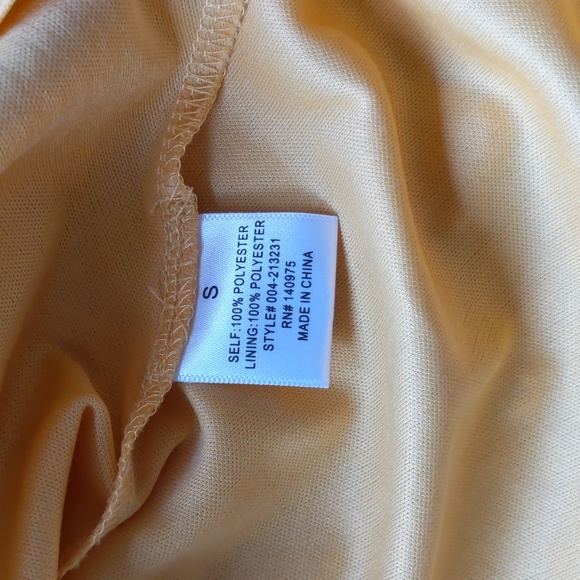 S
SELF:100% POLYESTER
LINING:100% POLYESTER
STYLE# 004-213231
RN# 140975
MADE IN CHINA